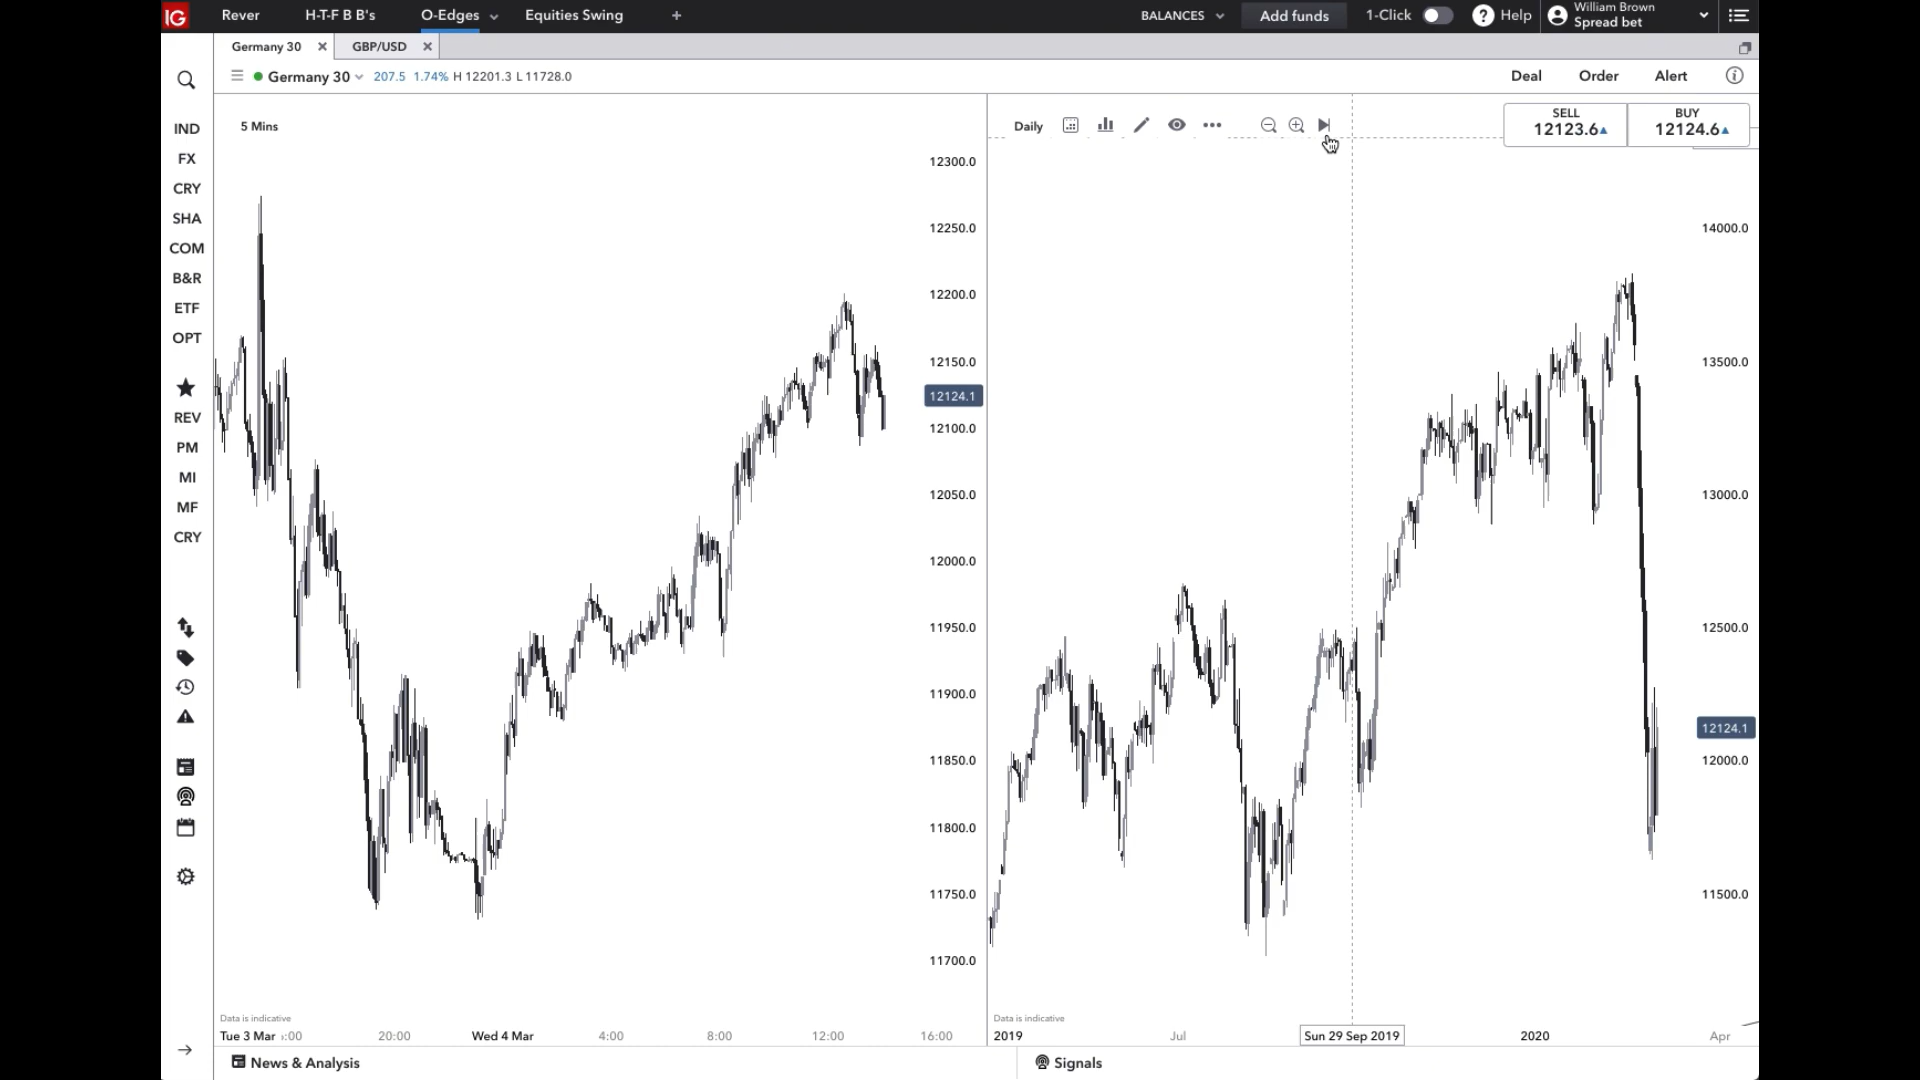 IG Rever H-T-F B B's O-Edges Equities Swing + BALANCES Add funds 1-Click ? Help William Brown
Spread bet
Germany 30 GBP/USD
Germany 30 207.5 1.74% H 12201.3 L 11728.0 Deal Order Alert
5 Mins
Daily
SELL
12123.6
BUY
12124.6
IND
FX
CRY
SHA
COM
B&R
ETF
OPT
REV
PM
MI
MF
CRY
12300.0
12250.0
12200.0
12150.0
12124.1
12100.0
12050.0
12000.0
11950.0
11900.0
11850.0
11800.0
11750.0
11700.0
Data is indicative
Tue 3 Mar :00 20:00 Wed 4 Mar 4:00 8:00 12:00 16:00
14000.0
13500.0
13000.0
12500.0
12124.1
12000.0
11500.0
Data is indicative
2019 Jul Sun 29 Sep 2019 2020 Apr
News & Analysis
Signals